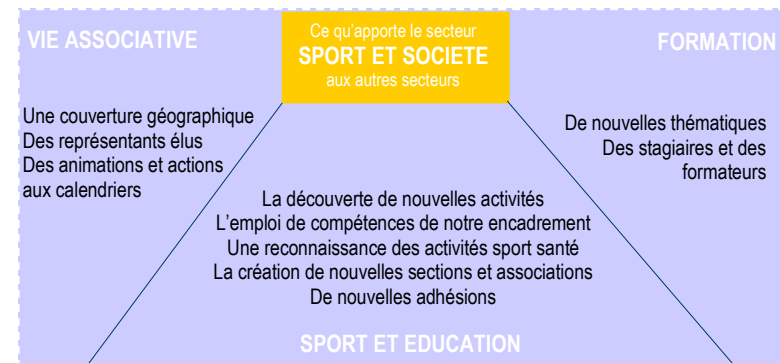 VIE ASSOCIATIVE
Ce qu'apporte le secteur
SPORT ET SOCIETE
aux autres secteurs
FORMATION
Une couverture géographique
Des représentants élus
Des animations et actions
aux calendriers
De nouvelles thématiques
Des stagiaires et des
formateurs
La découverte de nouvelles activités
L'emploi de compétences de notre encadrement
Une reconnaissance des activités sport santé
La création de nouvelles sections et associations
De nouvelles adhésions
SPORT ET EDUCATION